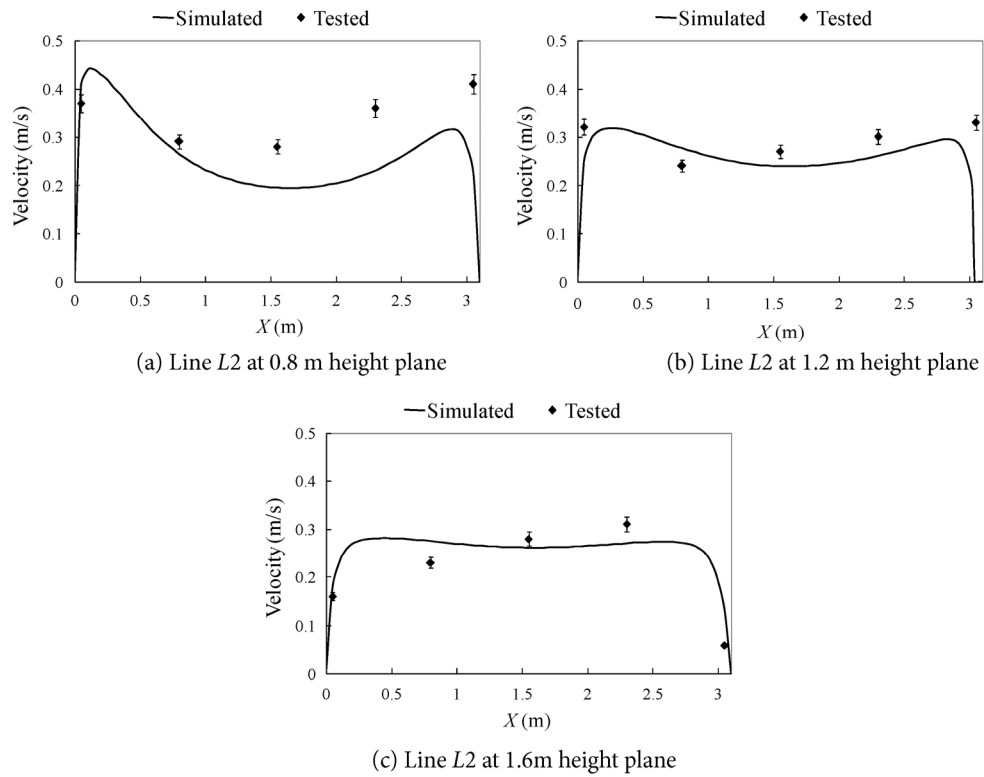 Simulated Tested
0.5
0.4
0.3
0.2
0.1
0
Velocity (m/s)
0 0.5 1 1.5 2 2.5 3
X (m)
(a) Line L2 at 0.8 m height plane
Simulated Tested
0.5
0.4
0.3
0.2
0.1
0
Velocity (m/s)
0 0.5 1 1.5 2 2.5 3
X (m)
(b) Line L2 at 1.2 m height plane
Simulated Tested
0.5
0.4
0.3
0.2
0.1
0
Velocity (m/s)
0 0.5 1 1.5 2 2.5 3
X (m)
(c) Line L2 at 1.6m height plane